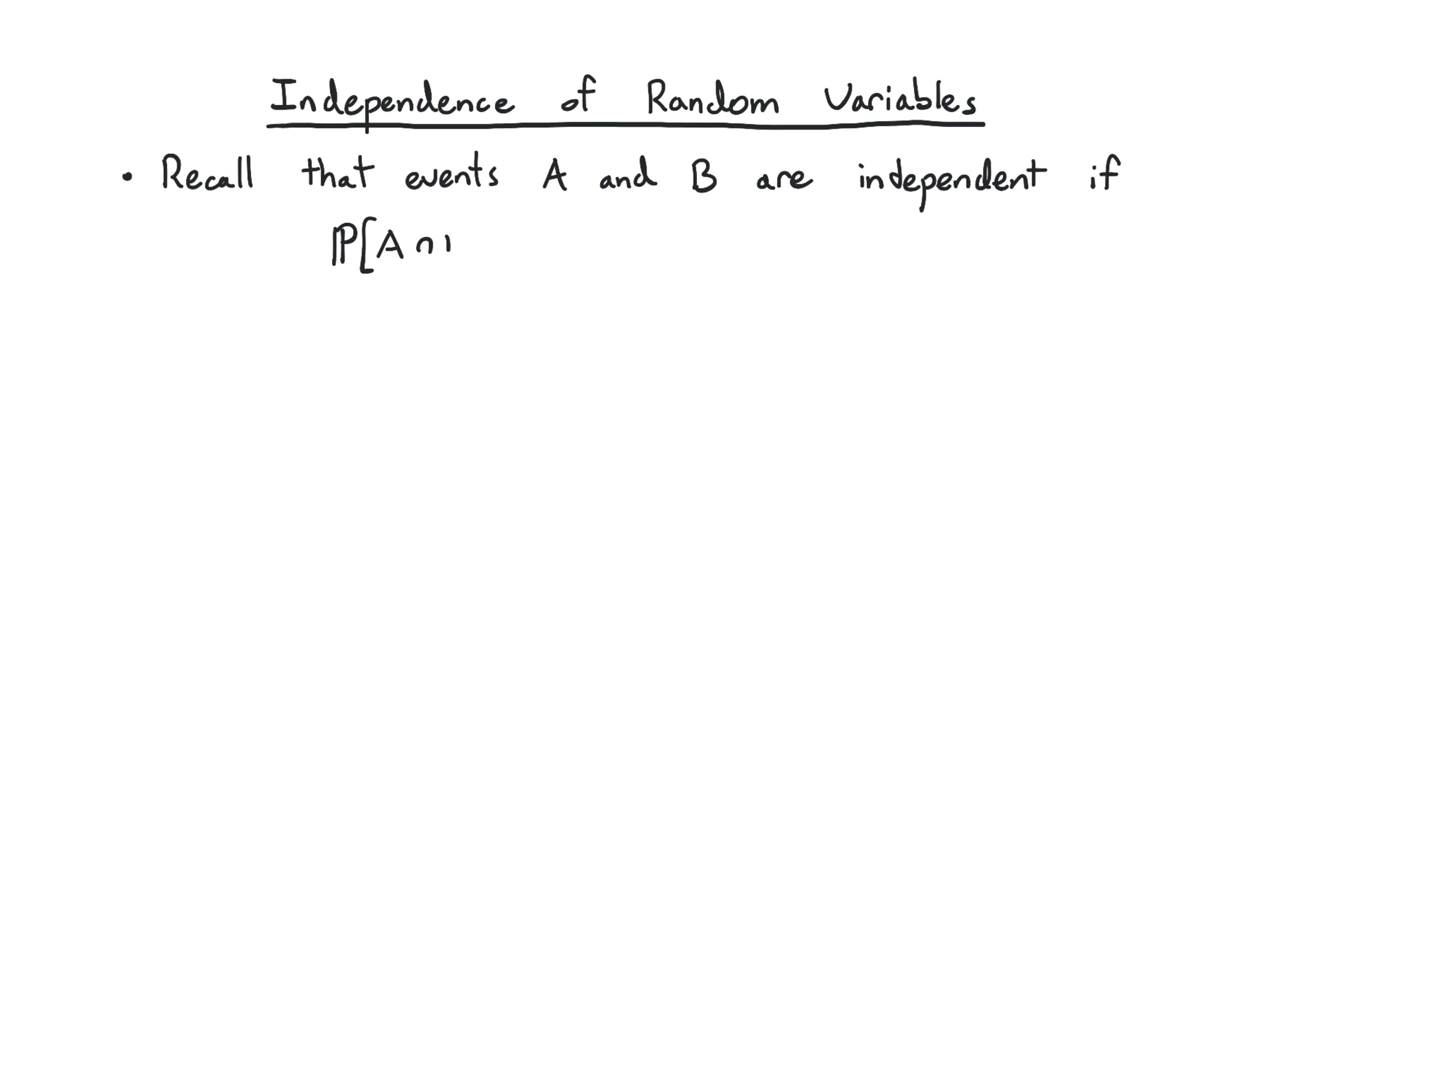 Independence of Random Variables
• Recall that events A and B are independent if
ℙ[A ∩